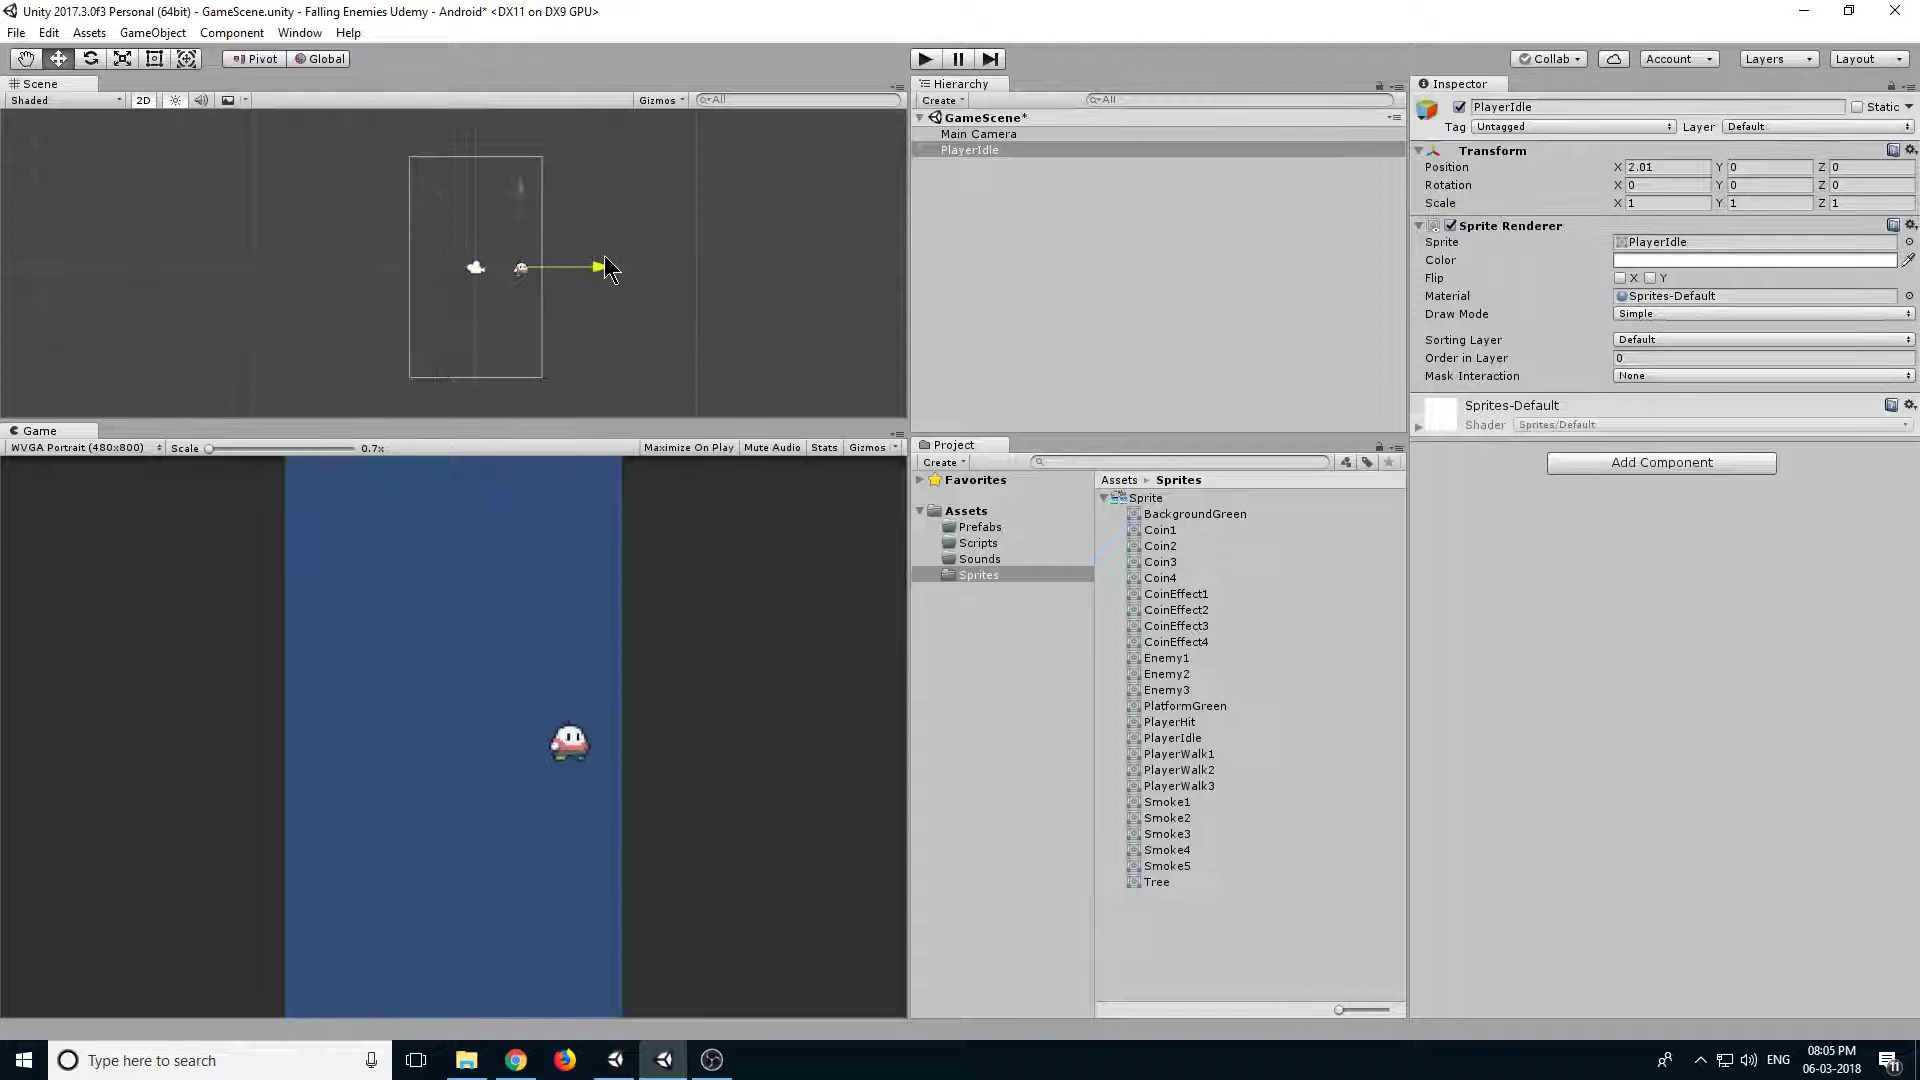 Unity 2017.3.0f3 Personal (64bit) - GameScene.unity - Falling Enemies Udemy - Android* <DX11 on DX9 GPU>
File Edit Assets GameObject Component Window Help
Pivot Global
Collab Account Layers Layout
Scene
Shaded 2D Gizmos All
Hierarchy
Create All
GameScene*
Main Camera
PlayerIdle
Inspector
PlayerIdle Static
Tag Untagged Layer Default
Transform
Position X 2.01 Y 0 Z 0
Rotation X 0 Y 0 Z 0
Scale X 1 Y 1 Z 1
Sprite Renderer
Sprite PlayerIdle
Color
Flip X Y
Material Sprites-Default
Draw Mode Simple
Sorting Layer Default
Order in Layer 0
Mask Interaction None
Sprites-Default
Shader Sprites/Default
Add Component
Game
WVGA Portrait (480x800) Scale 0.7x Maximize On Play Mute Audio Stats Gizmos
Project
Create
Favorites
Assets
Prefabs
Scripts
Sounds
Sprites
Assets Sprites
Sprite
BackgroundGreen
Coin1
Coin2
Coin3
Coin4
CoinEffect1
CoinEffect2
CoinEffect3
CoinEffect4
Enemy1
Enemy2
Enemy3
PlatformGreen
PlayerHit
PlayerIdle
PlayerWalk1
PlayerWalk2
PlayerWalk3
Smoke1
Smoke2
Smoke3
Smoke4
Smoke5
Tree
Type here to search
ENG
08:05 PM
06-03-2018
11